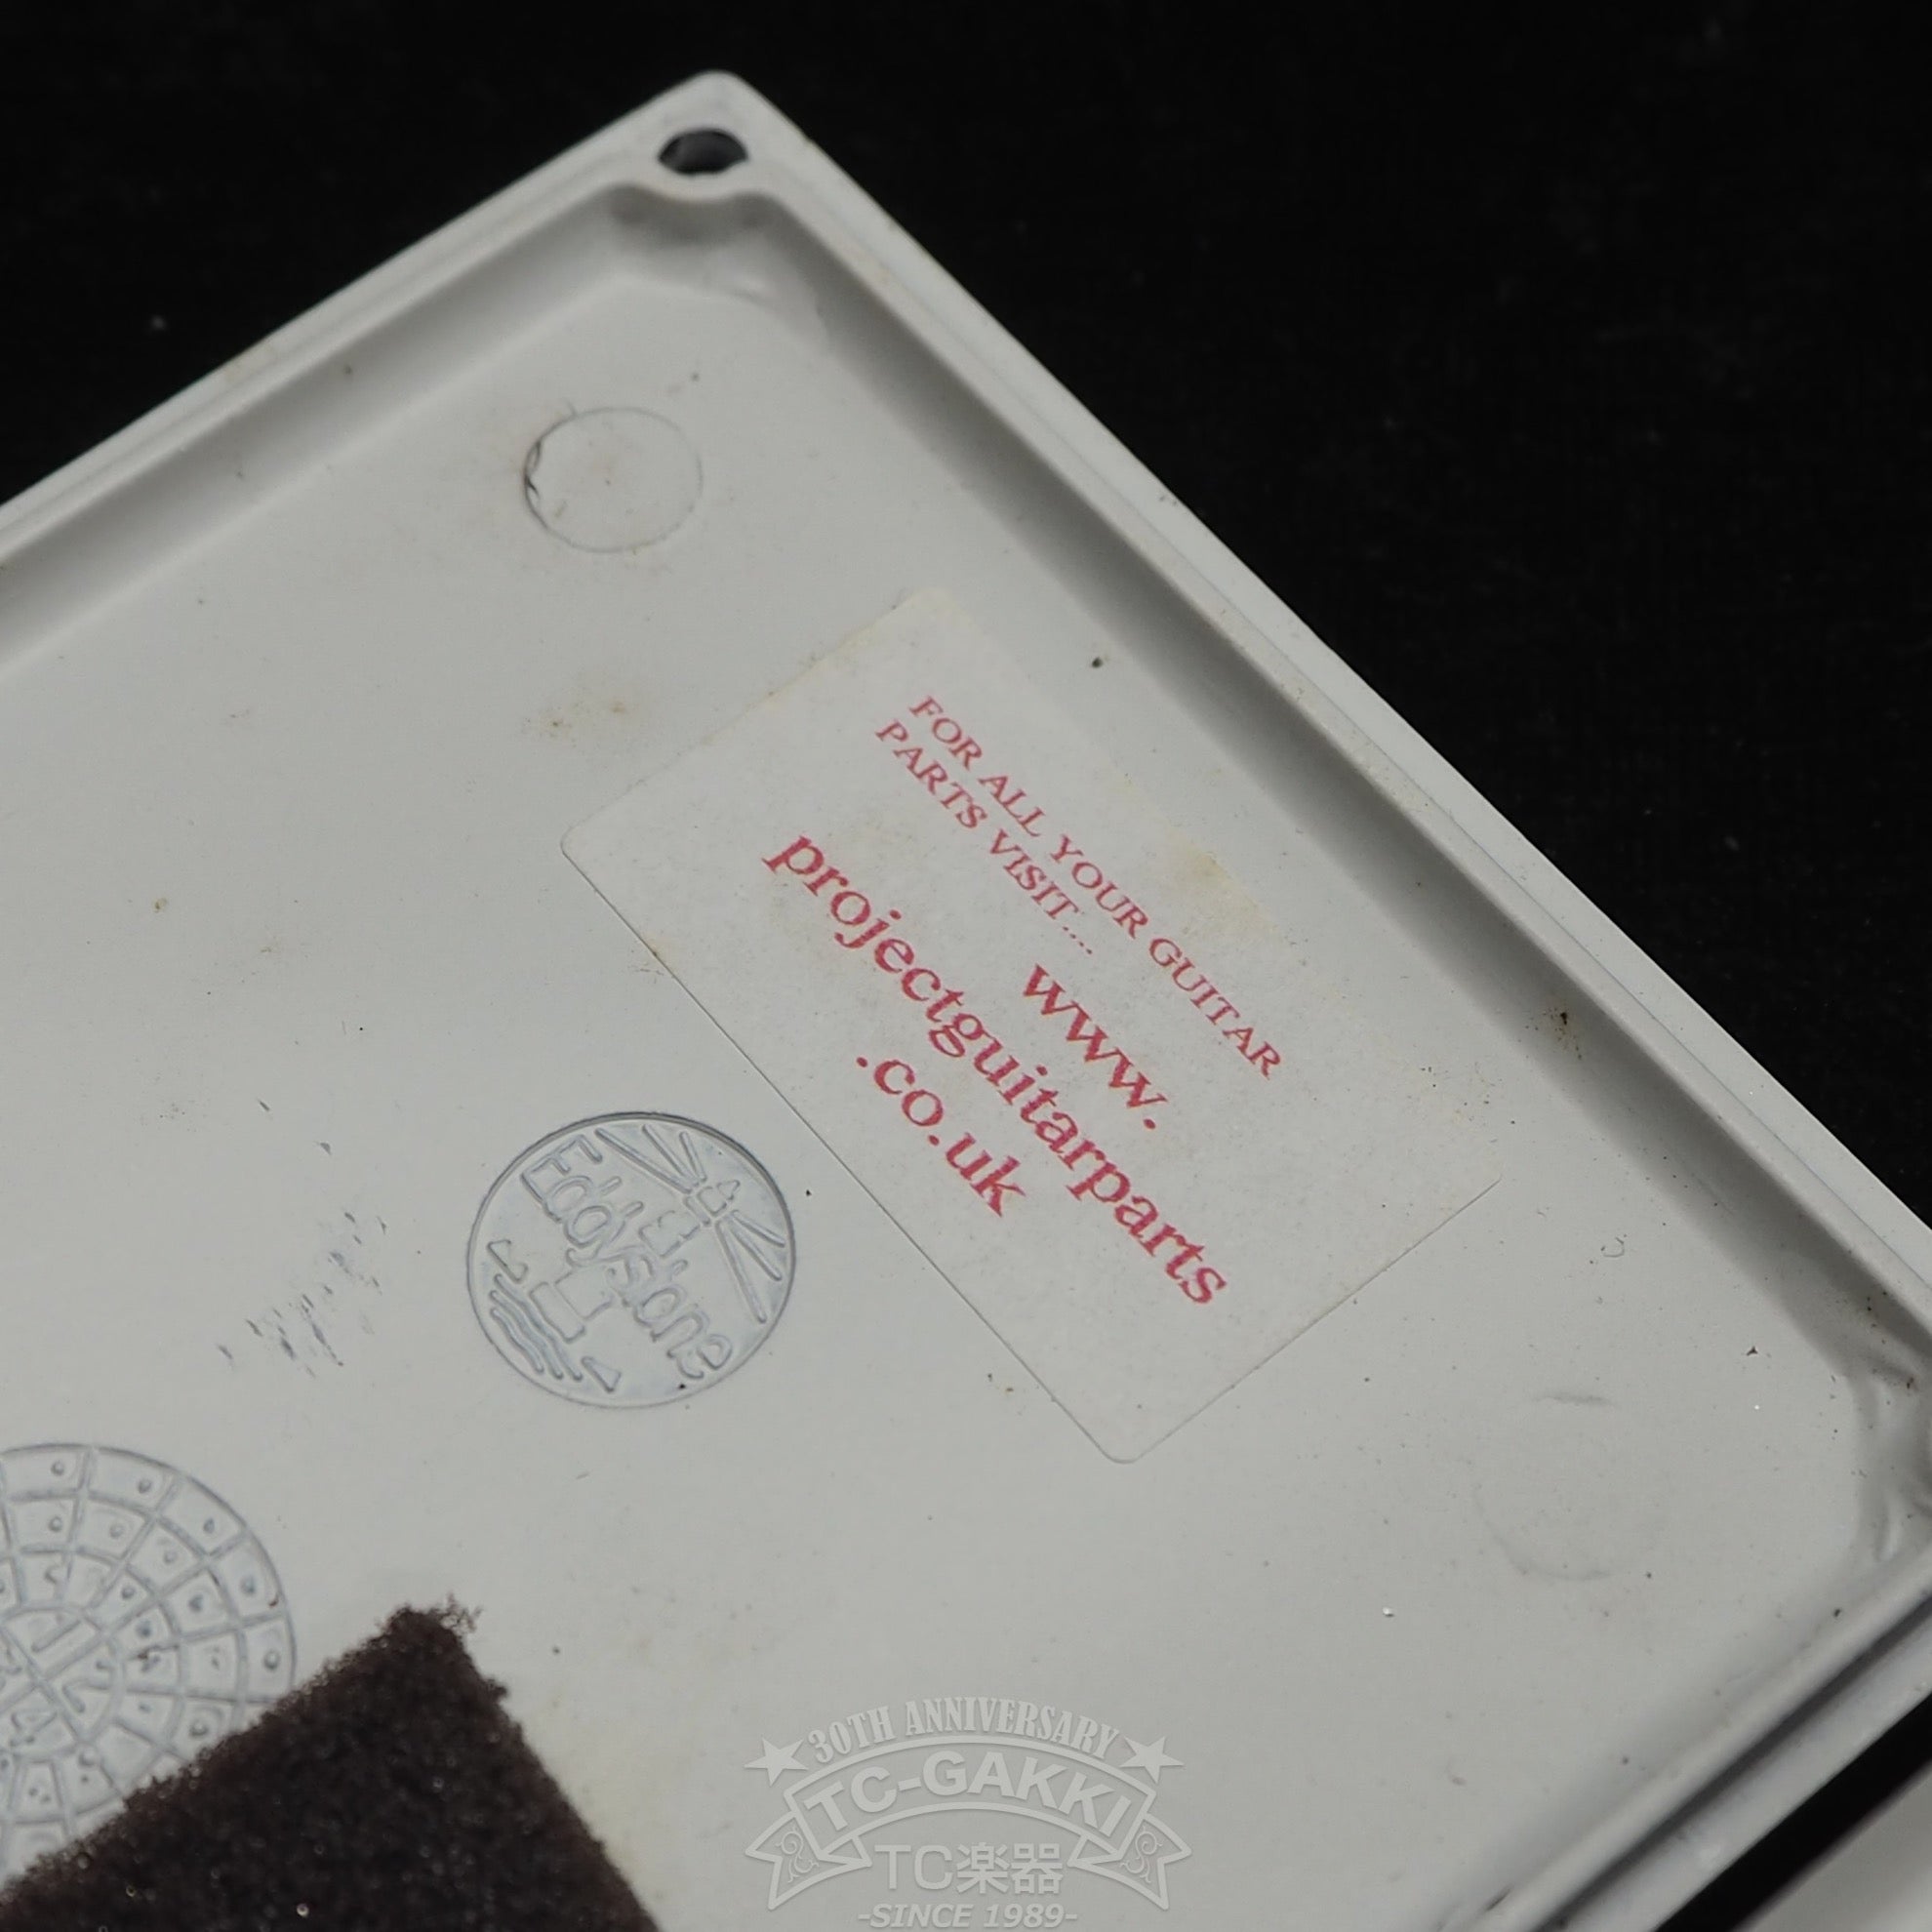 FOR ALL YOUR GUITAR
PARTS VISIT....
www.
projectguitarparts
.co.uk
Eddystone
30TH ANNIVERSARY
TC-GAKKI
TC楽器
-SINCE 1989-